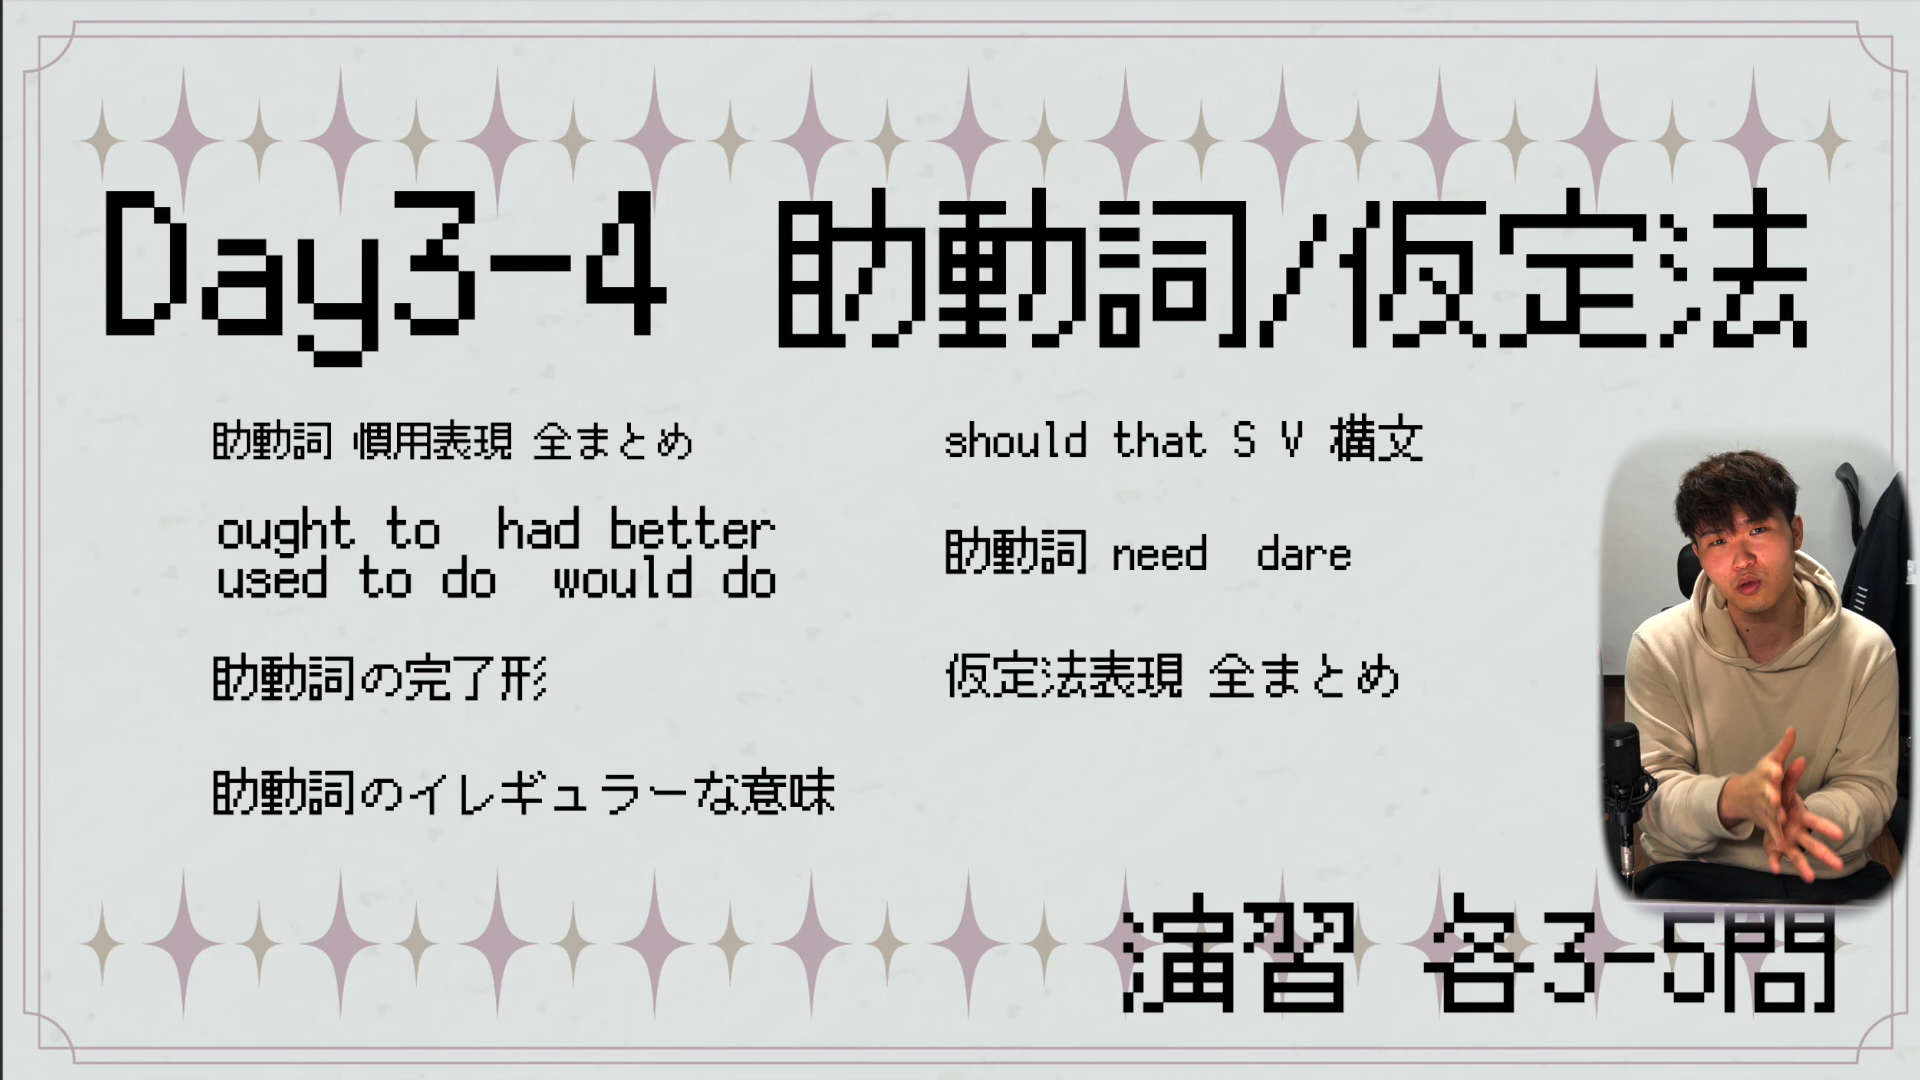 Day3-4 助動詞/仮定法
助動詞 慣用表現 全まとめ
ought to had better
used to do would do
助動詞の完了形
助動詞のイレギュラーな意味
should that S V 構文
助動詞 need dare
仮定法表現 全まとめ
演習 各3-5問